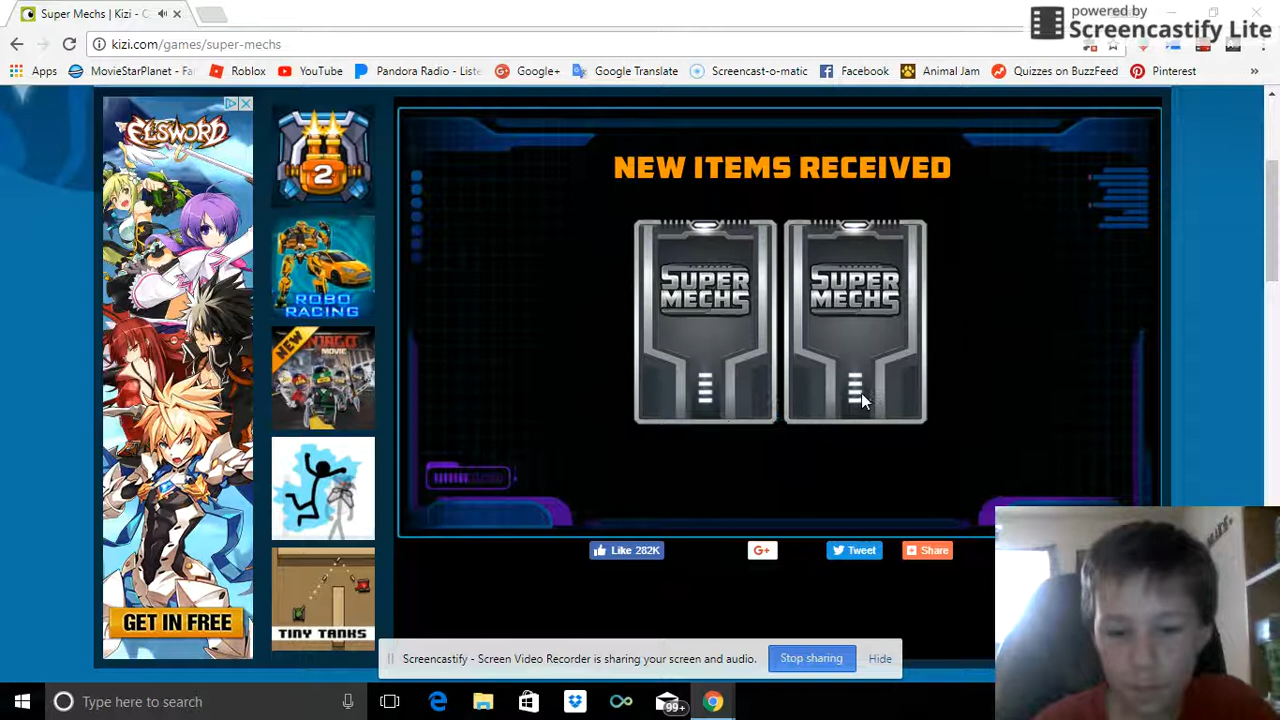 Super Mechs | Kizi - O
powered by
Screencastify Lite
kizi.com/games/super-mechs
Apps
MovieStarPlanet - Fa
Roblox
YouTube
Pandora Radio - Liste
Google+
Google Translate
Screencast-o-matic
Facebook
Animal Jam
Quizzes on BuzzFeed
Pinterest
»
ELSWORD
GET IN FREE
2
ROBO
RACING
NEW
MOVIE
TINY TANKS
NEW ITEMS RECEIVED
SUPER
MECHS
SUPER
MECHS
Like 282K
G+
Tweet
Share
Screencastify - Screen Video Recorder is sharing your screen and audio.
Stop sharing
Hide
Type here to search
99+